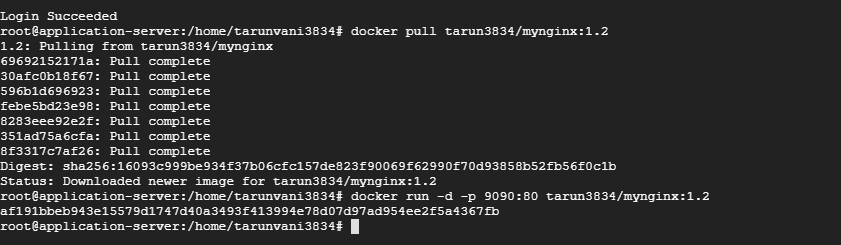 Login Succeeded
root@application-server:/home/tarunvani3834# docker pull tarun3834/mynginx:1.2
1.2: Pulling from tarun3834/mynginx
69692152171a: Pull complete
30afc0b18f67: Pull complete
596b1d696923: Pull complete
febe5bd23e98: Pull complete
8283eee92e2f: Pull complete
351ad75a6cfa: Pull complete
8f3317c7af26: Pull complete
Digest: sha256:16093c999be934f37b06cfc157de823f90069f62990f70d93858b52fb56f0c1b
Status: Downloaded newer image for tarun3834/mynginx:1.2
root@application-server:/home/tarunvani3834# docker run -d -p 9090:80 tarun3834/mynginx:1.2
af191bbeb943e15579d1747d40a3493f413994e78d07d97ad954ee2f5a4367fb
root@application-server:/home/tarunvani3834#